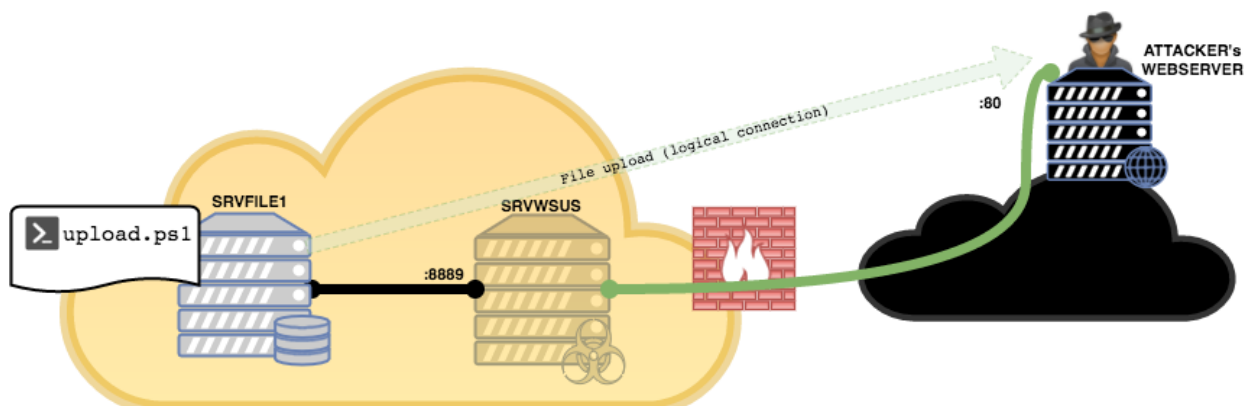 ATTACKER's
WEBSERVER
:80
File upload (logical connection)
SRVFILE1
SRVWSUS
upload.ps1
:8889